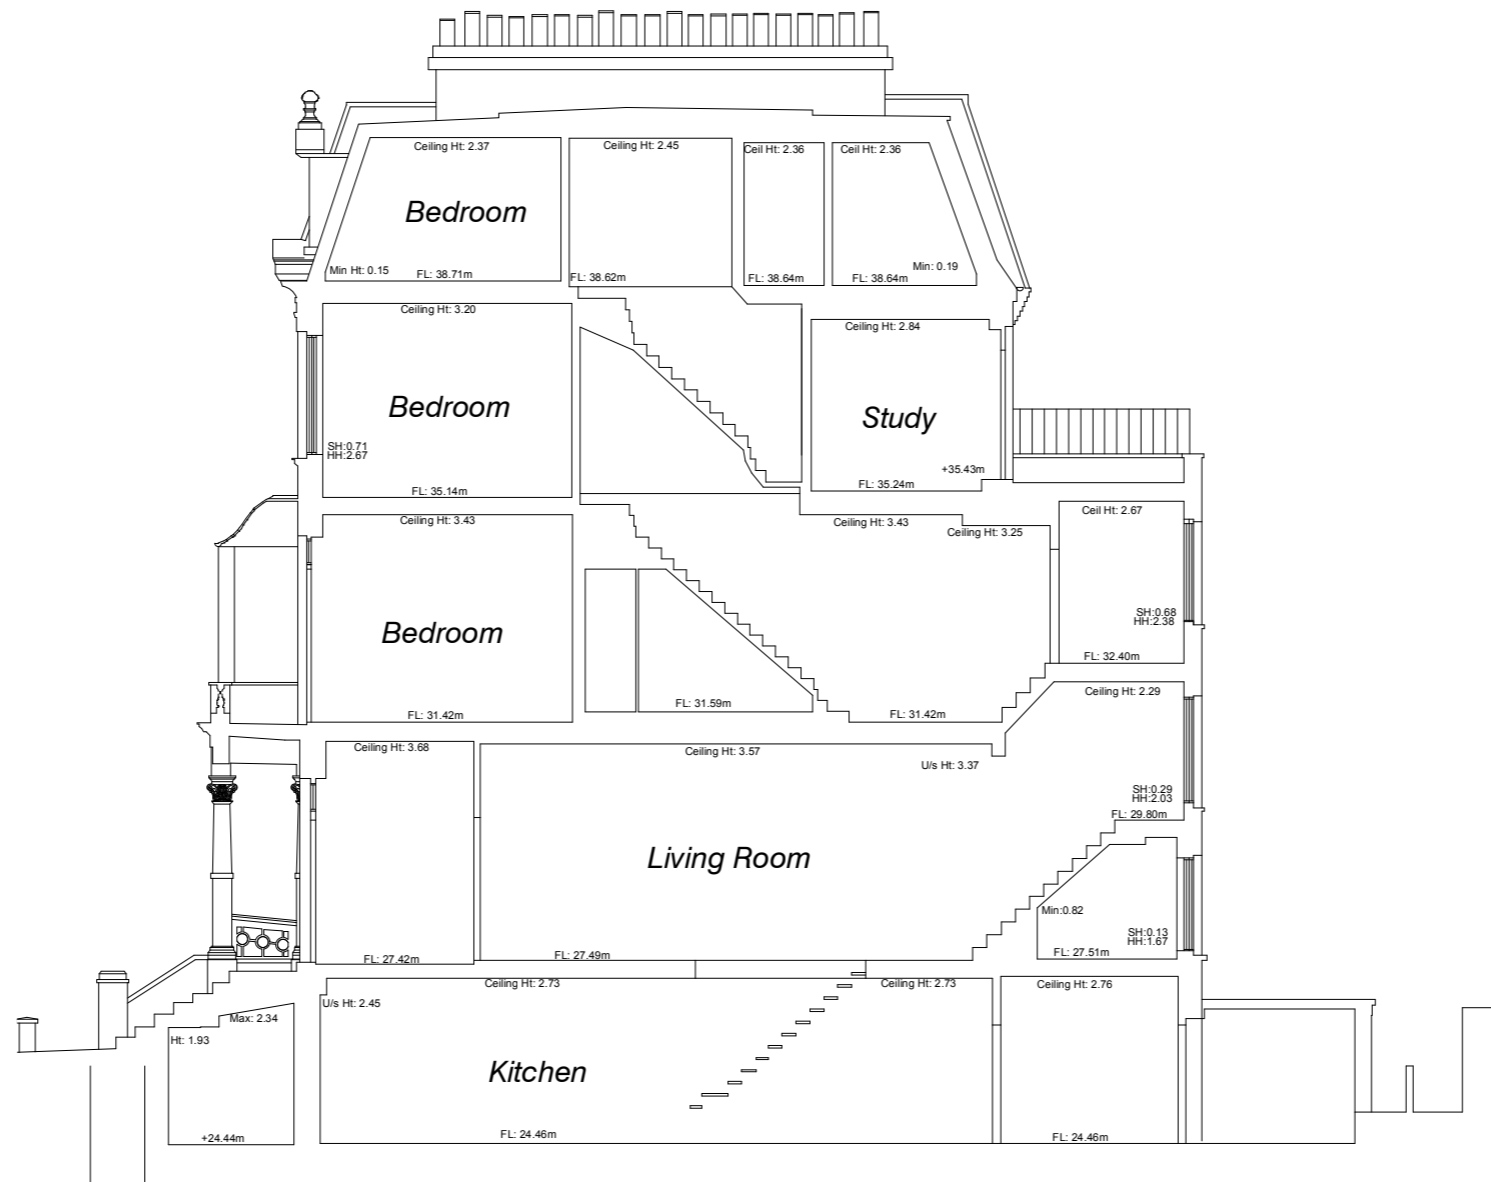 Ceiling Ht: 2.37
Ceiling Ht: 2.45
Ceil Ht: 2.36
Ceil Ht: 2.36
Bedroom
Min Ht: 0.15
FL: 38.71m
FL: 38.62m
FL: 38.64m
Min: 0.19
FL: 38.64m
Ceiling Ht: 3.20
Ceiling Ht: 2.84
Bedroom
Study
SH:0.71
HH:2.67
+35.43m
FL: 35.14m
FL: 35.24m
Ceiling Ht: 3.43
Ceiling Ht: 3.43
Ceiling Ht: 3.25
Ceil Ht: 2.67
Bedroom
SH:0.68
HH:2.38
FL: 32.40m
FL: 31.42m
FL: 31.59m
FL: 31.42m
Ceiling Ht: 2.29
Ceiling Ht: 3.68
Ceiling Ht: 3.57
U/s Ht: 3.37
SH:0.29
HH:2.03
FL: 29.80m
Living Room
Min:0.82
SH:0.13
HH:1.67
FL: 27.42m
FL: 27.49m
FL: 27.51m
Ceiling Ht: 2.73
Ceiling Ht: 2.73
Ceiling Ht: 2.76
U/s Ht: 2.45
Max: 2.34
Ht: 1.93
Kitchen
+24.44m
FL: 24.46m
FL: 24.46m